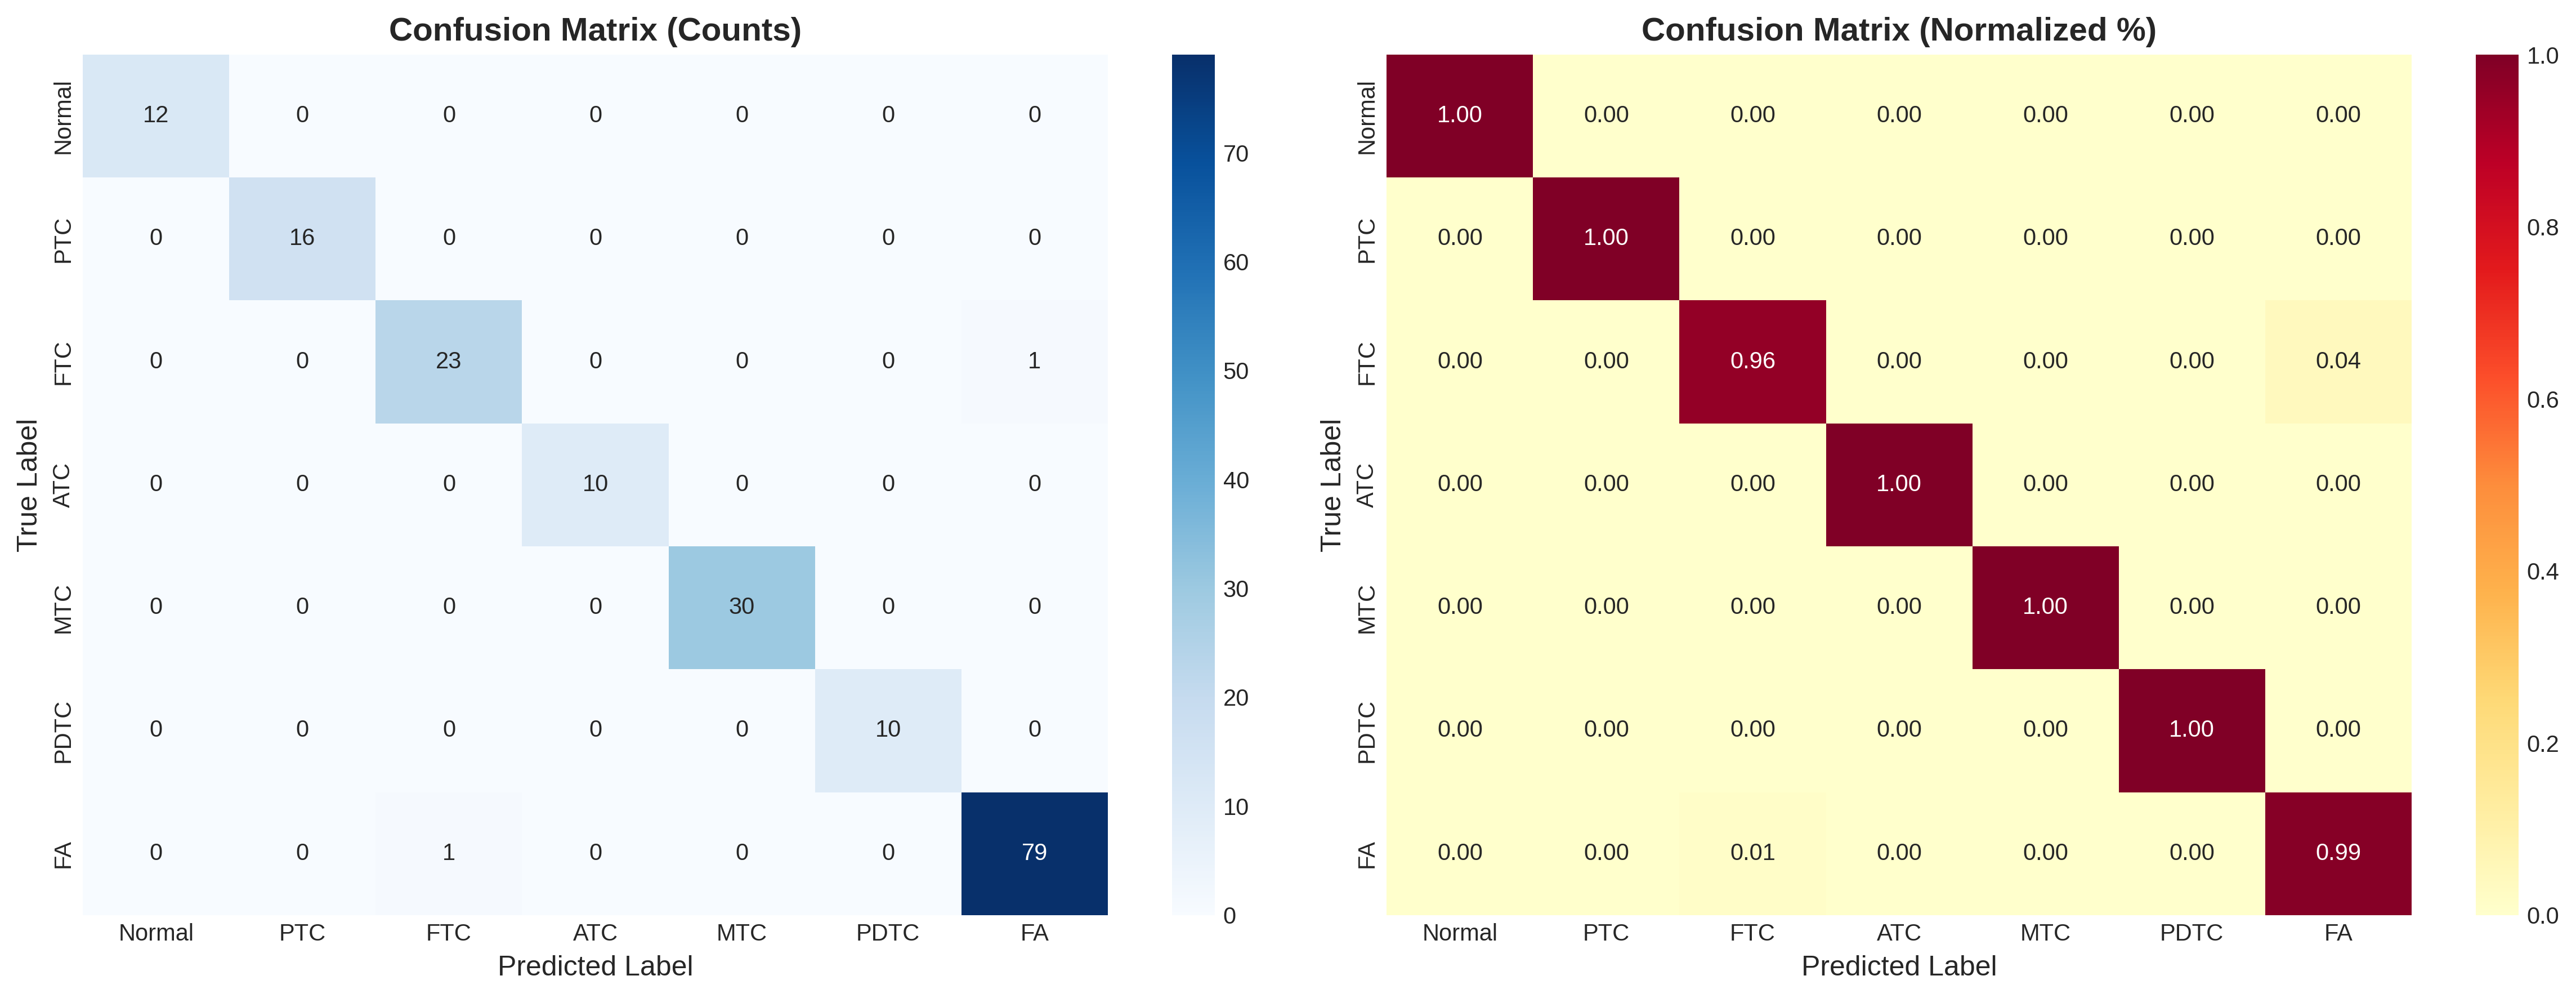 Confusion Matrix (Counts)
True Label
Normal 12 0 0 0 0 0 0
PTC 0 16 0 0 0 0 0
FTC 0 0 23 0 0 0 1
ATC 0 0 0 10 0 0 0
MTC 0 0 0 0 30 0 0
PDTC 0 0 0 0 0 10 0
FA 0 0 1 0 0 0 79
Normal PTC FTC ATC MTC PDTC FA
Predicted Label
70
60
50
40
30
20
10
0
Confusion Matrix (Normalized %)
True Label
Normal 1.00 0.00 0.00 0.00 0.00 0.00 0.00
PTC 0.00 1.00 0.00 0.00 0.00 0.00 0.00
FTC 0.00 0.00 0.96 0.00 0.00 0.00 0.04
ATC 0.00 0.00 0.00 1.00 0.00 0.00 0.00
MTC 0.00 0.00 0.00 0.00 1.00 0.00 0.00
PDTC 0.00 0.00 0.00 0.00 0.00 1.00 0.00
FA 0.00 0.00 0.01 0.00 0.00 0.00 0.99
Normal PTC FTC ATC MTC PDTC FA
Predicted Label
1.0
0.8
0.6
0.4
0.2
0.0